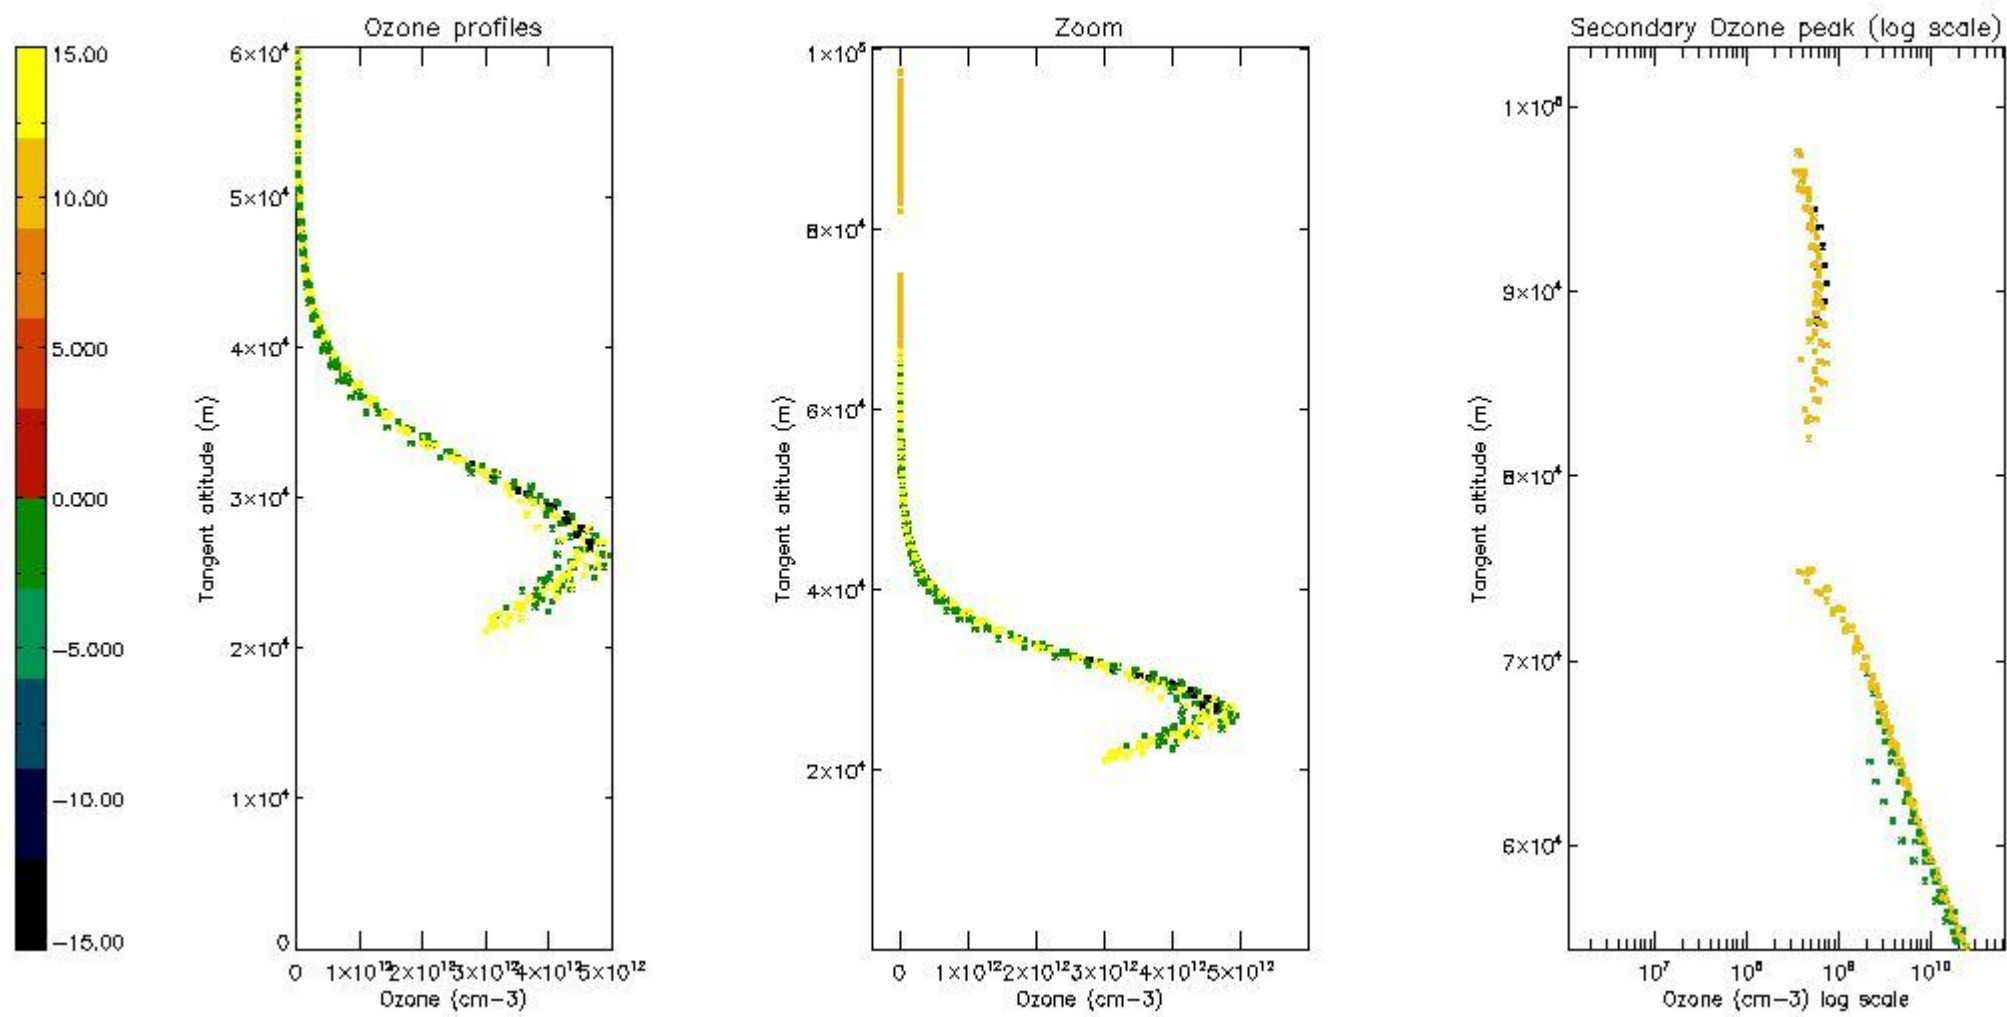 Ozone profiles
Zoom
Secondary Ozone peak (log scale)
15.00
10.00
5.000
0.000
-5.000
-10.00
-15.00
6×10⁴
5×10⁴
4×10⁴
3×10⁴
2×10⁴
1×10⁴
0
Tangent altitude (m)
0 1×10¹² 2×10¹² 3×10¹² 4×10¹² 5×10¹²
Ozone (cm-3)
1×10⁵
8×10⁴
6×10⁴
4×10⁴
2×10⁴
Tangent altitude (m)
0 1×10¹² 2×10¹² 3×10¹² 4×10¹² 5×10¹²
Ozone (cm-3)
1×10⁵
9×10⁴
8×10⁴
7×10⁴
6×10⁴
Tangent altitude (m)
10⁷ 10⁸ 10⁹ 10¹⁰
Ozone (cm-3) log scale